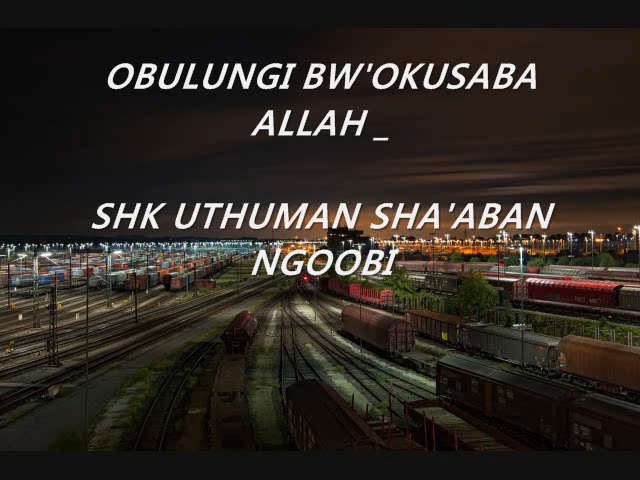 OBULUNGI BW'OKUSABA
ALLAH _
SHK UTHUMAN SHA'ABAN
NGOOBI